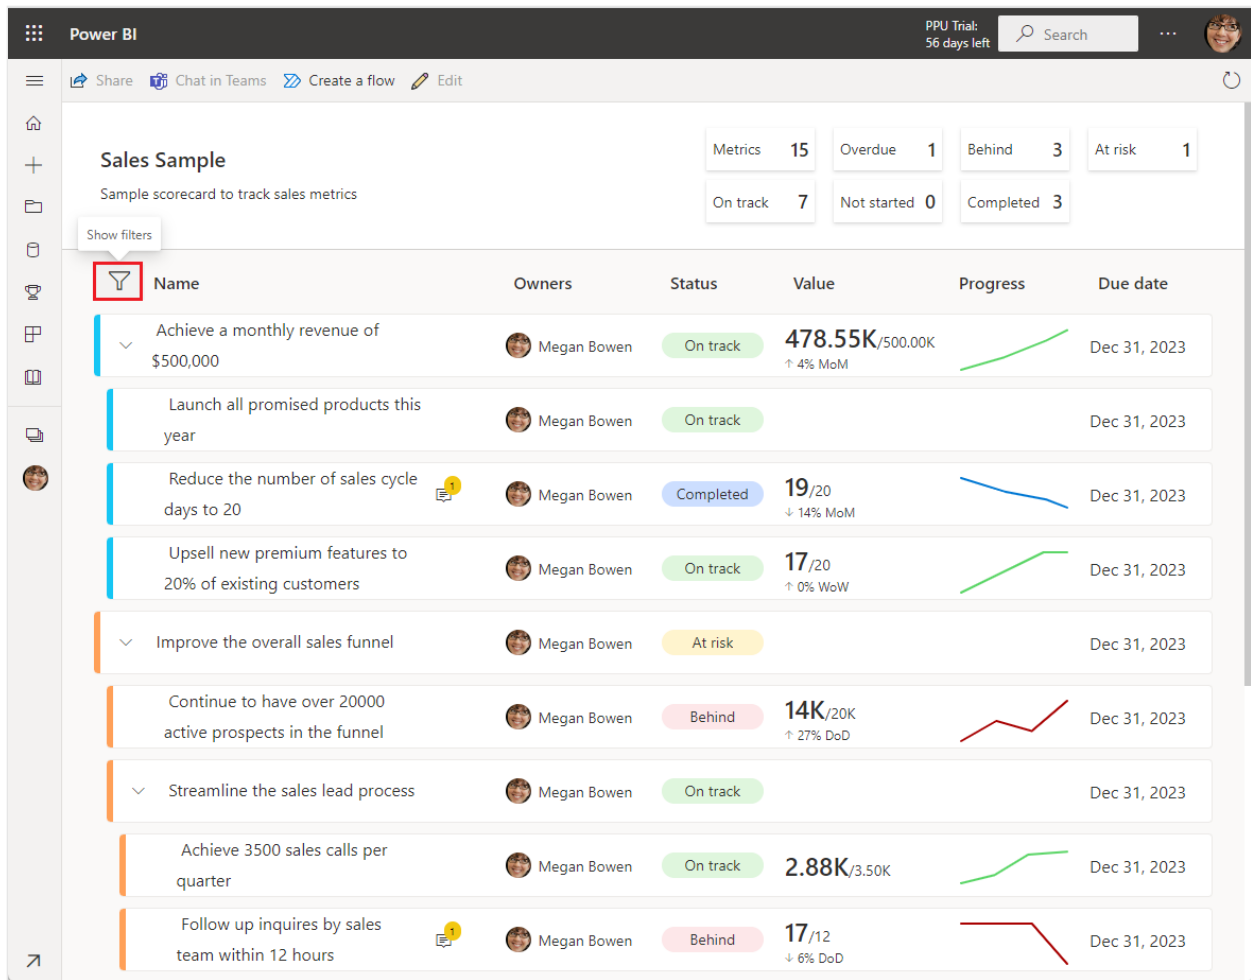 Power BI
PPU Trial:
56 days left
Search
Share
Chat in Teams
Create a flow
Edit
Sales Sample
Sample scorecard to track sales metrics
Metrics 15
Overdue 1
Behind 3
At risk 1
On track 7
Not started 0
Completed 3
Show filters
Name Owners Status Value Progress Due date
Achieve a monthly revenue of
$500,000
Megan Bowen
On track
478.55K/500.00K
↑ 4% MoM
Dec 31, 2023
Launch all promised products this
year
Megan Bowen
On track
Dec 31, 2023
Reduce the number of sales cycle
days to 20
1
Megan Bowen
Completed
19/20
↓ 14% MoM
Dec 31, 2023
Upsell new premium features to
20% of existing customers
Megan Bowen
On track
17/20
↑ 0% WoW
Dec 31, 2023
Improve the overall sales funnel
Megan Bowen
At risk
Dec 31, 2023
Continue to have over 20000
active prospects in the funnel
Megan Bowen
Behind
14K/20K
↑ 27% DoD
Dec 31, 2023
Streamline the sales lead process
Megan Bowen
On track
Dec 31, 2023
Achieve 3500 sales calls per
quarter
Megan Bowen
On track
2.88K/3.50K
Dec 31, 2023
Follow up inquires by sales
team within 12 hours
1
Megan Bowen
Behind
17/12
↓ 6% DoD
Dec 31, 2023